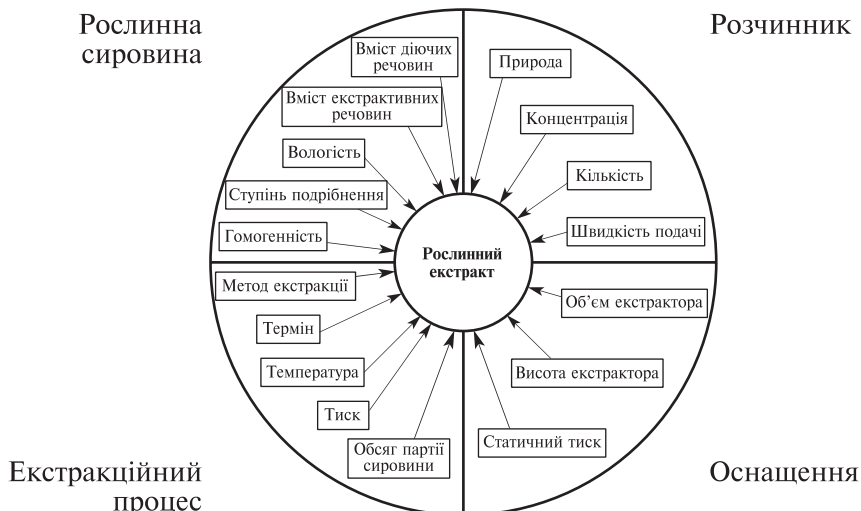 Рослинна
сировина
Розчинник
Вміст діючих
речовин
Вміст екстрактивних
речовин
Вологість
Ступінь подрібнення
Гомогенність
Природа
Концентрація
Кількість
Швидкість подачі
Рослинний
екстракт
Метод екстракції
Термін
Температура
Тиск
Обсяг партії
сировини
Об’єм екстрактора
Висота екстрактора
Статичний тиск
Екстракційний
процес
Оснащення